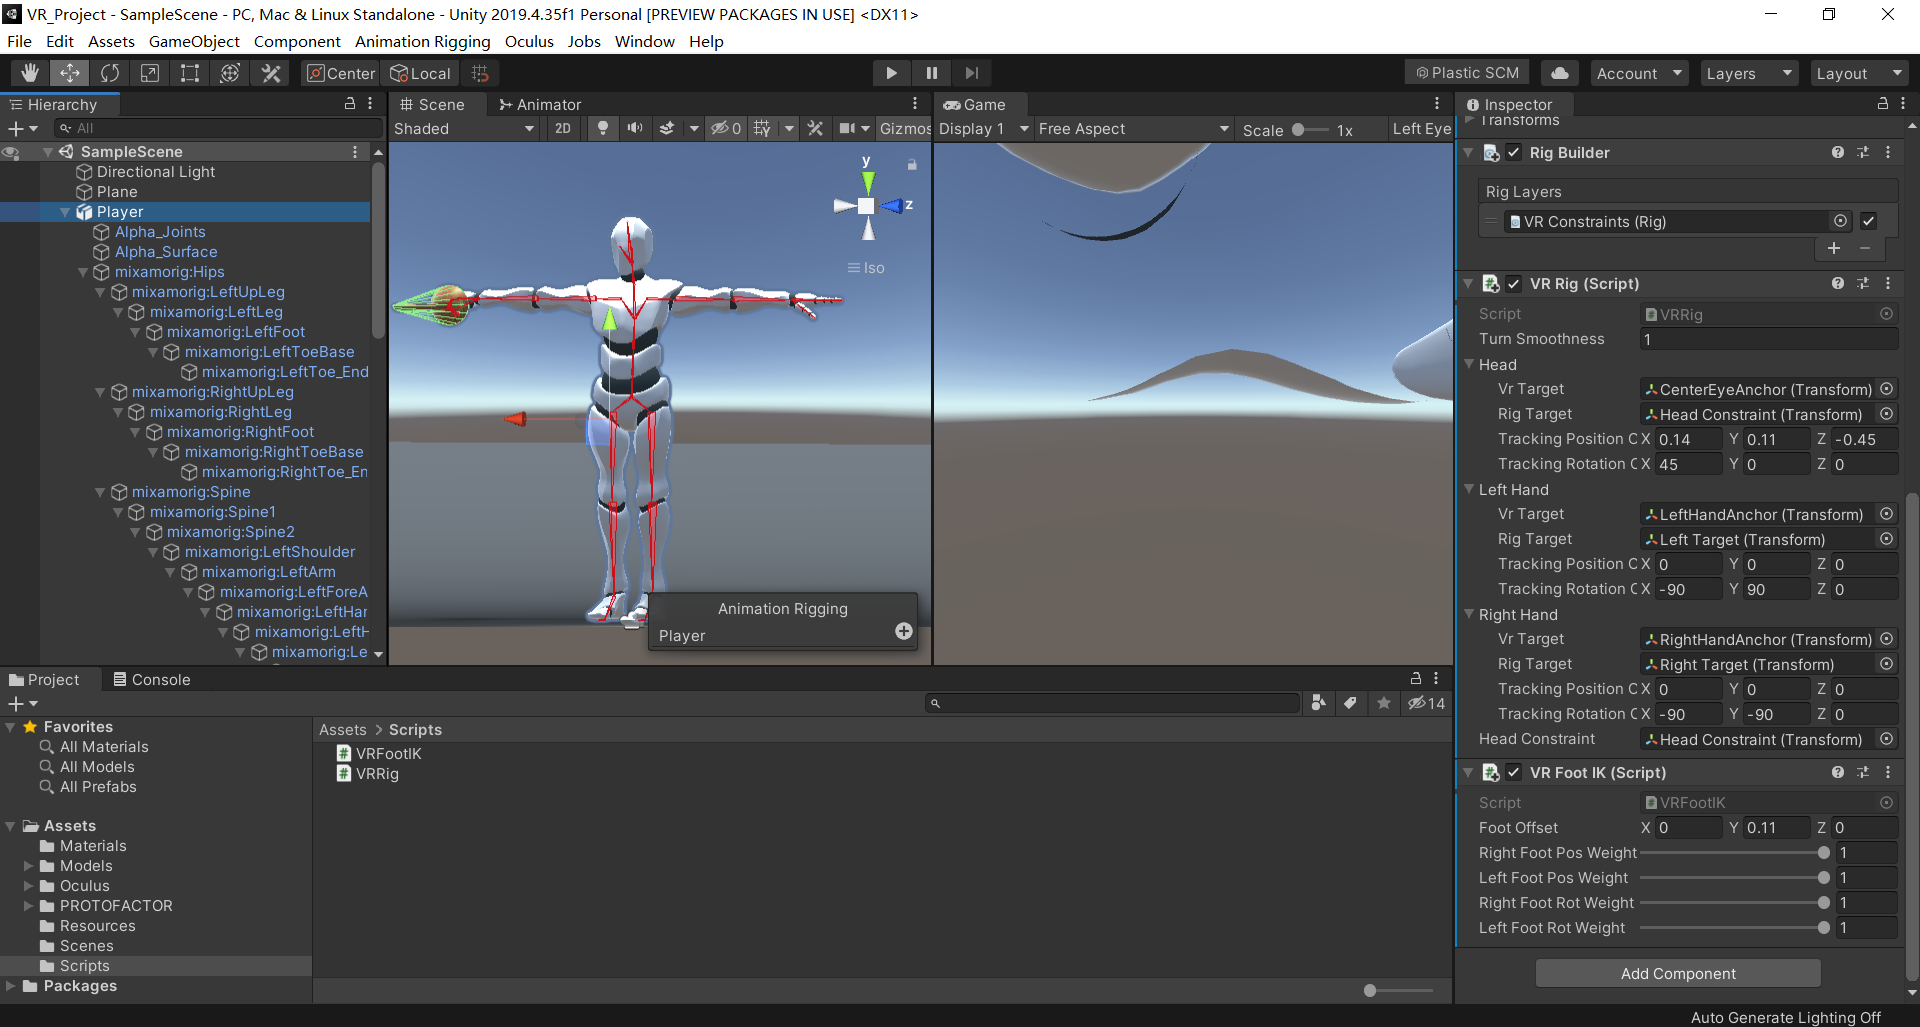 VR_Project - SampleScene - PC, Mac & Linux Standalone - Unity 2019.4.35f1 Personal [PREVIEW PACKAGES IN USE] <DX11>
File Edit Assets GameObject Component Animation Rigging Oculus Jobs Window Help
Center Local Plastic SCM Account Layers Layout
Hierarchy
All
SampleScene
Directional Light
Plane
Player
Alpha_Joints
Alpha_Surface
mixamorig:Hips
mixamorig:LeftUpLeg
mixamorig:LeftLeg
mixamorig:LeftFoot
mixamorig:LeftToeBase
mixamorig:LeftToe_End
mixamorig:RightUpLeg
mixamorig:RightLeg
mixamorig:RightFoot
mixamorig:RightToeBase
mixamorig:RightToe_En
mixamorig:Spine
mixamorig:Spine1
mixamorig:Spine2
mixamorig:LeftShoulder
mixamorig:LeftArm
mixamorig:LeftForeA
mixamorig:LeftHar
mixamorig:LeftH
mixamorig:Le
Scene Animator
Shaded 2D 0 Gizmos
y
z
Iso
Animation Rigging
Player
Game
Display 1 Free Aspect Scale 1x Left Eye
Inspector
Transforms
Rig Builder
Rig Layers
VR Constraints (Rig)
VR Rig (Script)
Script VRRig
Turn Smoothness 1
Head
Vr Target CenterEyeAnchor (Transform)
Rig Target Head Constraint (Transform)
Tracking Position O X 0.14 Y 0.11 Z -0.45
Tracking Rotation O X 45 Y 0 Z 0
Left Hand
Vr Target LeftHandAnchor (Transform)
Rig Target Left Target (Transform)
Tracking Position O X 0 Y 0 Z 0
Tracking Rotation O X -90 Y 90 Z 0
Right Hand
Vr Target RightHandAnchor (Transform)
Rig Target Right Target (Transform)
Tracking Position O X 0 Y 0 Z 0
Tracking Rotation O X -90 Y -90 Z 0
Head Constraint Head Constraint (Transform)
VR Foot IK (Script)
Script VRFootIK
Foot Offset X 0 Y 0.11 Z 0
Right Foot Pos Weight 1
Left Foot Pos Weight 1
Right Foot Rot Weight 1
Left Foot Rot Weight 1
Add Component
Project Console
14
Favorites
All Materials
All Models
All Prefabs
Assets
Materials
Models
Oculus
PROTOFACTOR
Resources
Scenes
Scripts
Packages
Assets > Scripts
VRFootIK
VRRig
Auto Generate Lighting Off